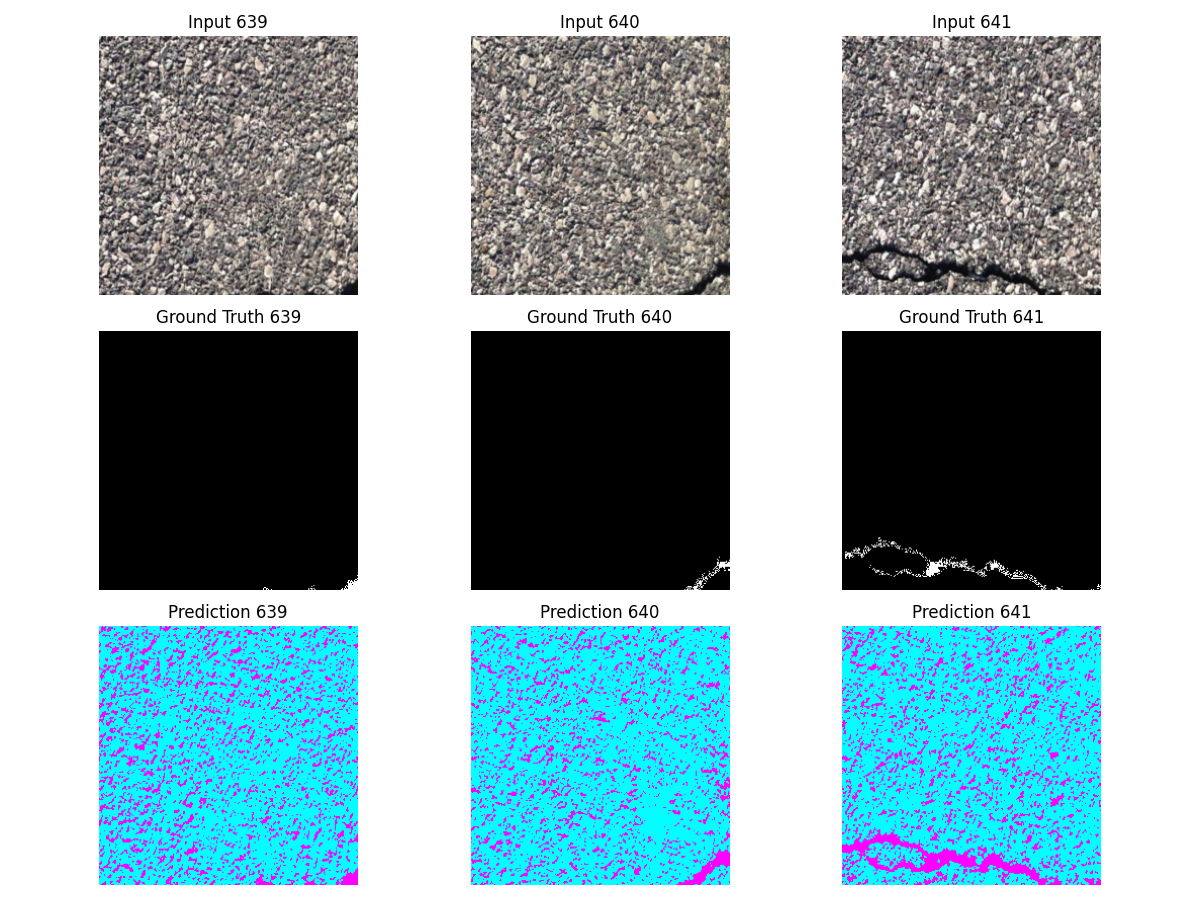 Input 639
Input 640
Input 641
Ground Truth 639
Ground Truth 640
Ground Truth 641
Prediction 639
Prediction 640
Prediction 641